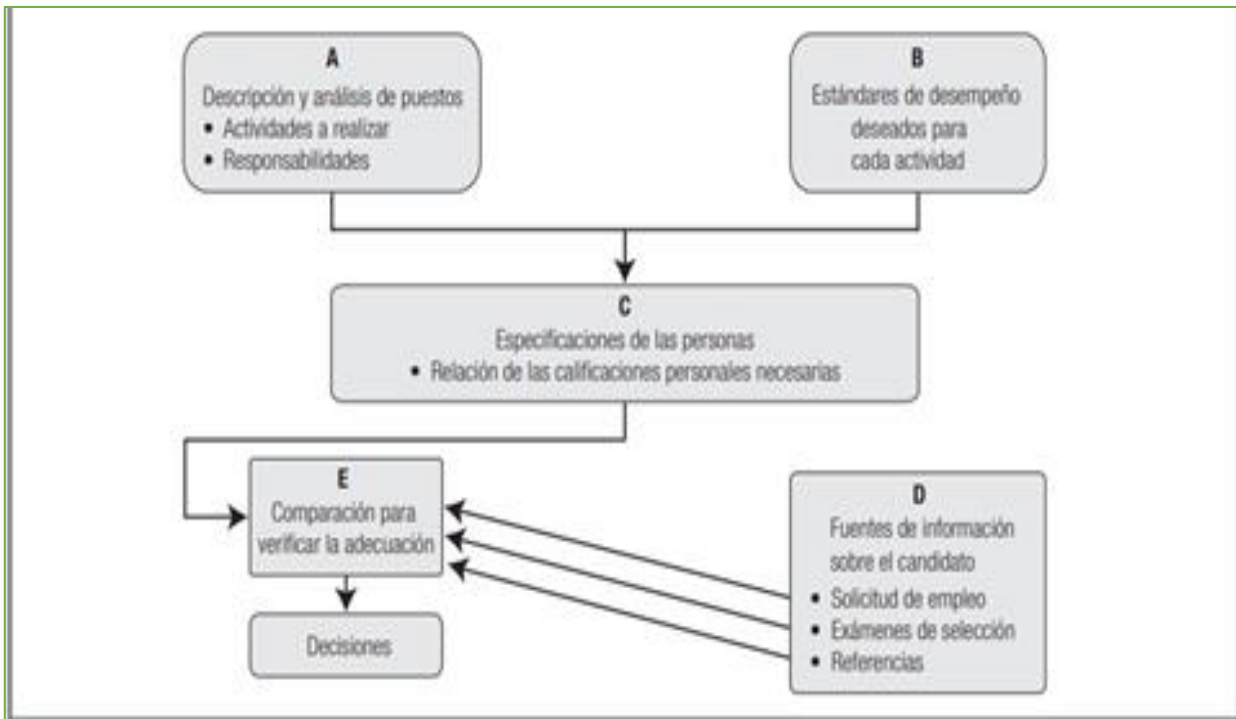 A
Descripción y análisis de puestos
• Actividades a realizar
• Responsabilidades
B
Estándares de desempeño
deseados para
cada actividad
C
Especificaciones de las personas
• Relación de las calificaciones personales necesarias
E
Comparación para
verificar la adecuación
Decisiones
D
Fuentes de información
sobre el candidato
• Solicitud de empleo
• Exámenes de selección
• Referencias